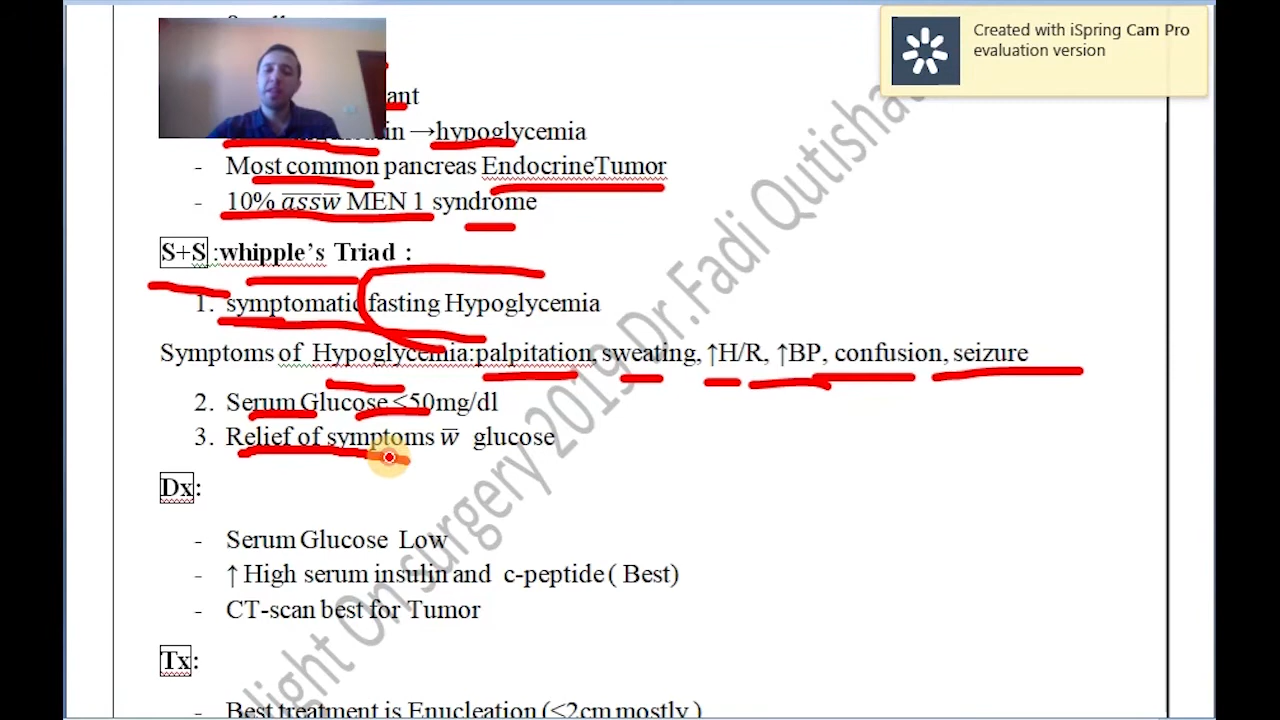 Created with iSpring Cam Pro
evaluation version
ant
→hypoglycemia
- Most common pancreas EndocrineTumor
- 10% a̅s̅s̅w̅ MEN 1 syndrome
S+S :whipple's Triad :
1. symptomatic fasting Hypoglycemia
Symptoms of Hypoglycemia:palpitation, sweating, ↑H/R, ↑BP, confusion, seizure
2. Serum Glucose <50mg/dl
3. Relief of symptoms w̅ glucose
Dx:
- Serum Glucose Low
- ↑ High serum insulin and c-peptide ( Best)
- CT-scan best for Tumor
Tx:
- Best treatment is Enucleation (<2cm mostly )
light On surgery 2019 Dr.Fadi Qutishat